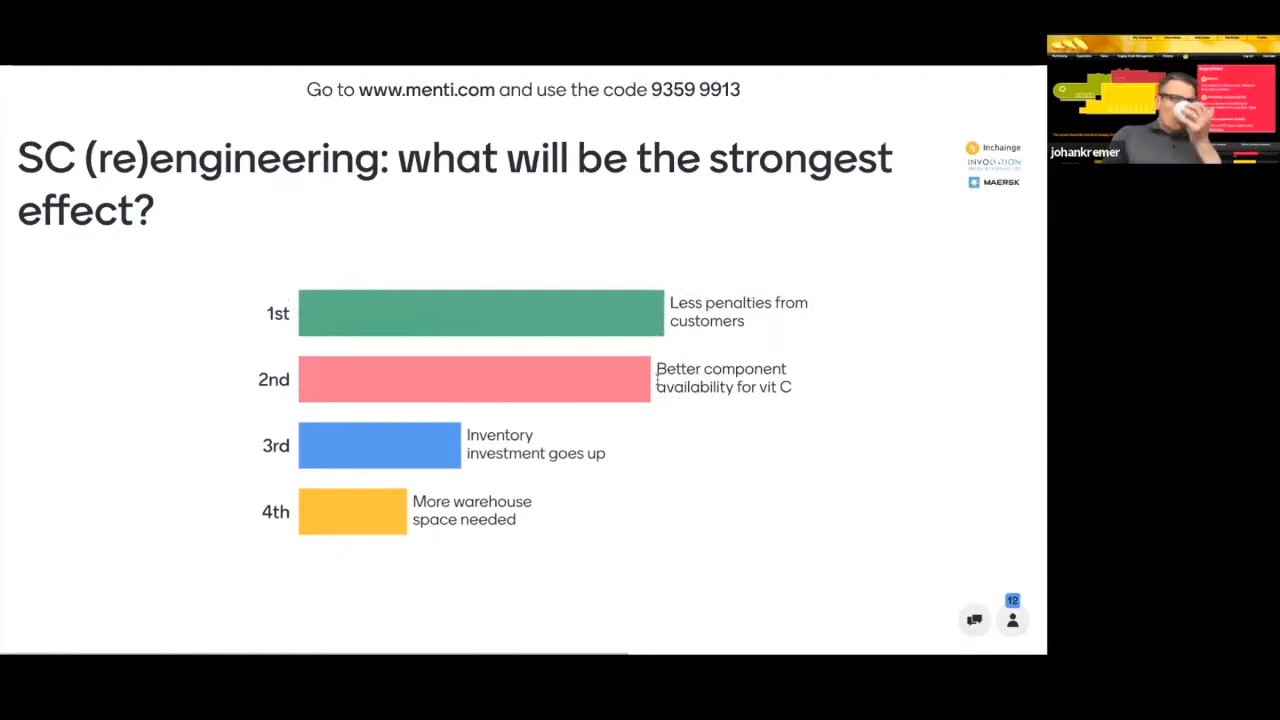 Go to www.menti.com and use the code 9359 9913
SC (re)engineering: what will be the strongest
effect?
Inchainge
INVOLVATION
MAERSK
1st
Less penalties from
customers
2nd
Better component
availability for vit C
3rd
Inventory
investment goes up
4th
More warehouse
space needed
12
johankremer